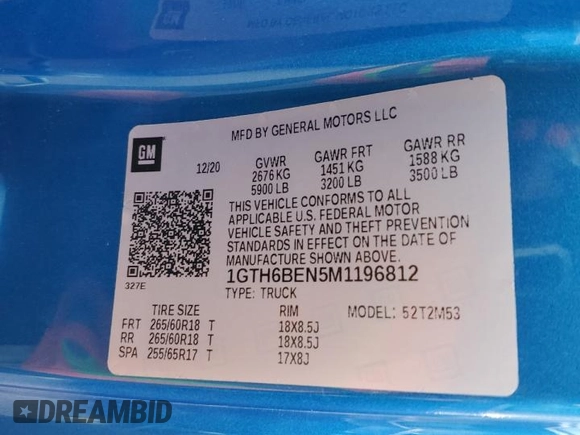 MFD BY GENERAL MOTORS LLC
GM
12/20 GVWR GAWR FRT GAWR RR
2676 KG 1451 KG 1588 KG
5900 LB 3200 LB 3500 LB
THIS VEHICLE CONFORMS TO ALL
APPLICABLE U.S. FEDERAL MOTOR
VEHICLE SAFETY AND THEFT PREVENTION
STANDARDS IN EFFECT ON THE DATE OF
MANUFACTURE SHOWN ABOVE.
327E 1GTH6BEN5M1196812
TYPE: TRUCK
TIRE SIZE RIM MODEL: 52T2M53
FRT 265/60R18 T 18X8.5J
RR 265/60R18 T 18X8.5J
SPA 255/65R17 T 17X8J
DREAMBID